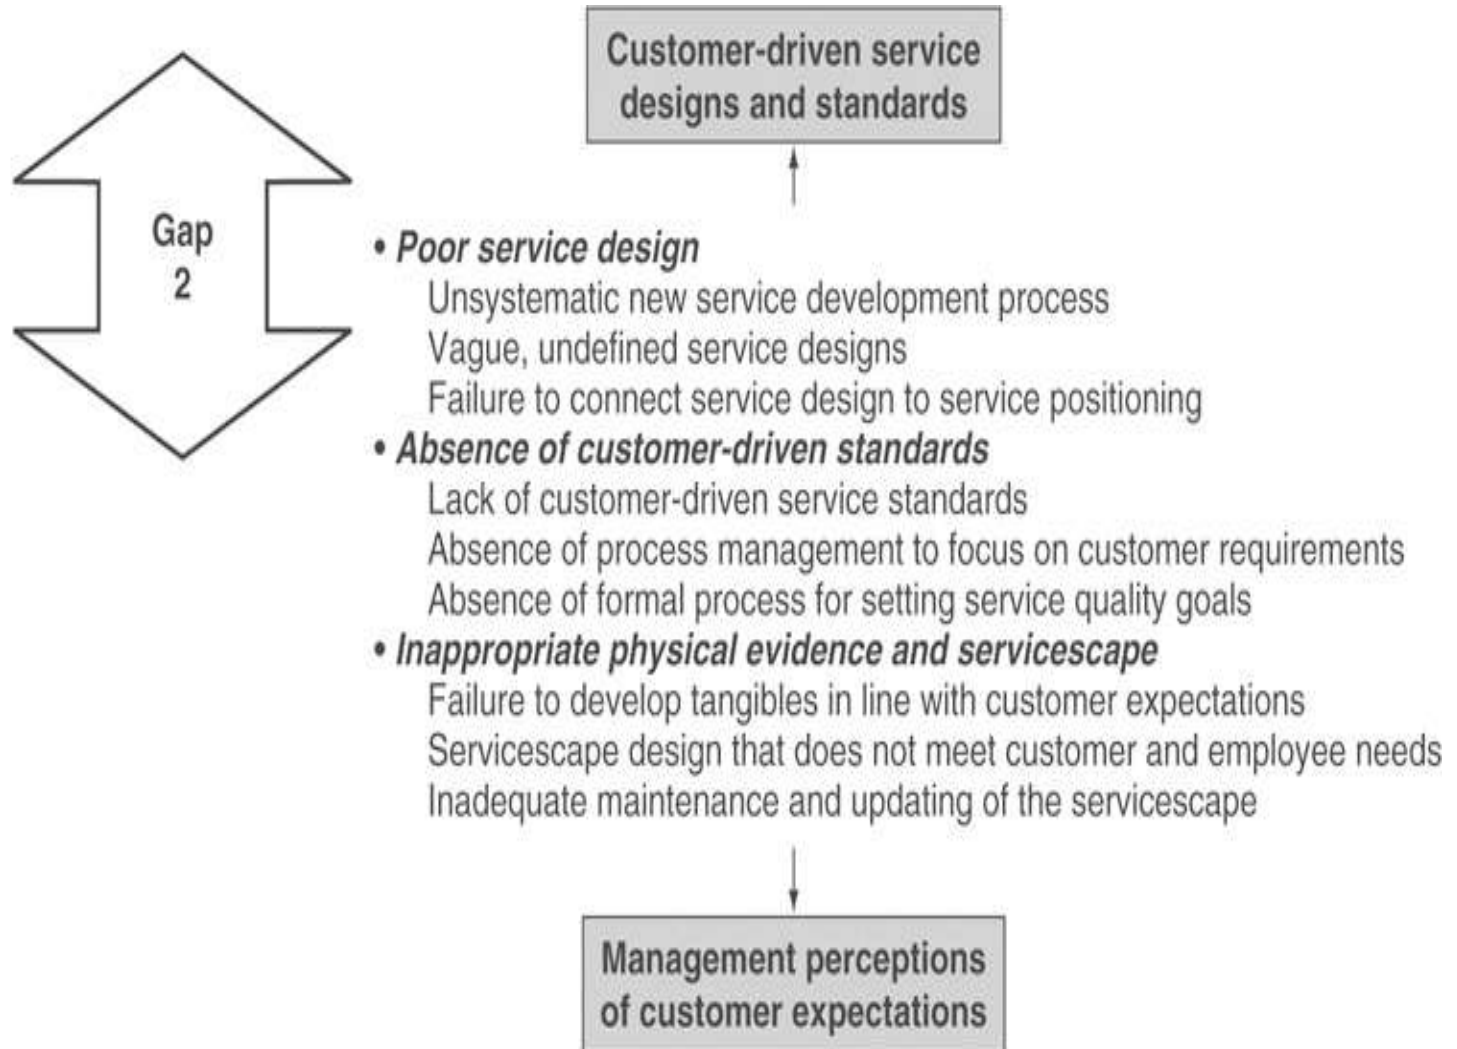 Customer-driven service
designs and standards
Gap
2
• Poor service design
Unsystematic new service development process
Vague, undefined service designs
Failure to connect service design to service positioning
• Absence of customer-driven standards
Lack of customer-driven service standards
Absence of process management to focus on customer requirements
Absence of formal process for setting service quality goals
• Inappropriate physical evidence and servicescape
Failure to develop tangibles in line with customer expectations
Servicescape design that does not meet customer and employee needs
Inadequate maintenance and updating of the servicescape
Management perceptions
of customer expectations